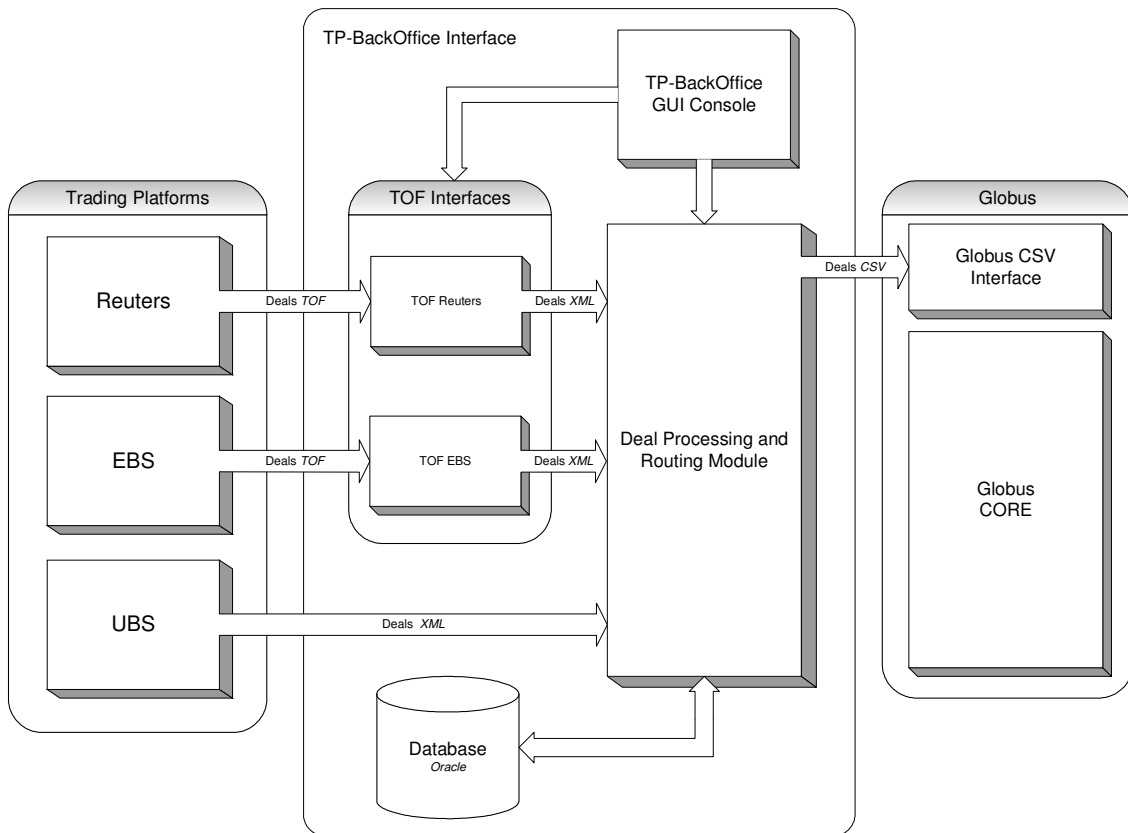 TP-BackOffice Interface
TP-BackOffice
GUI Console
Trading Platforms
TOF Interfaces
Globus
Reuters
Deals TOF
TOF Reuters
Deals XML
Deals CSV
Globus CSV
Interface
EBS
Deals TOF
TOF EBS
Deals XML
Deal Processing and
Routing Module
Globus
CORE
UBS
Deals XML
Database
Oracle